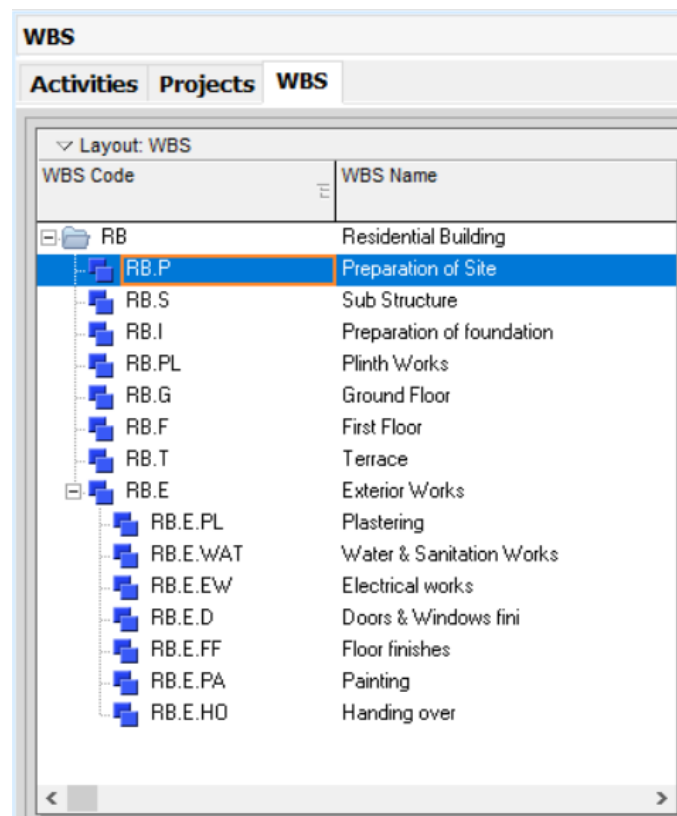 WBS
Activities Projects WBS
Layout: WBS
WBS Code WBS Name
RB Residential Building
RB.P Preparation of Site
RB.S Sub Structure
RB.I Preparation of foundation
RB.PL Plinth Works
RB.G Ground Floor
RB.F First Floor
RB.T Terrace
RB.E Exterior Works
RB.E.PL Plastering
RB.E.WAT Water & Sanitation Works
RB.E.EW Electrical works
RB.E.D Doors & Windows fini
RB.E.FF Floor finishes
RB.E.PA Painting
RB.E.HO Handing over